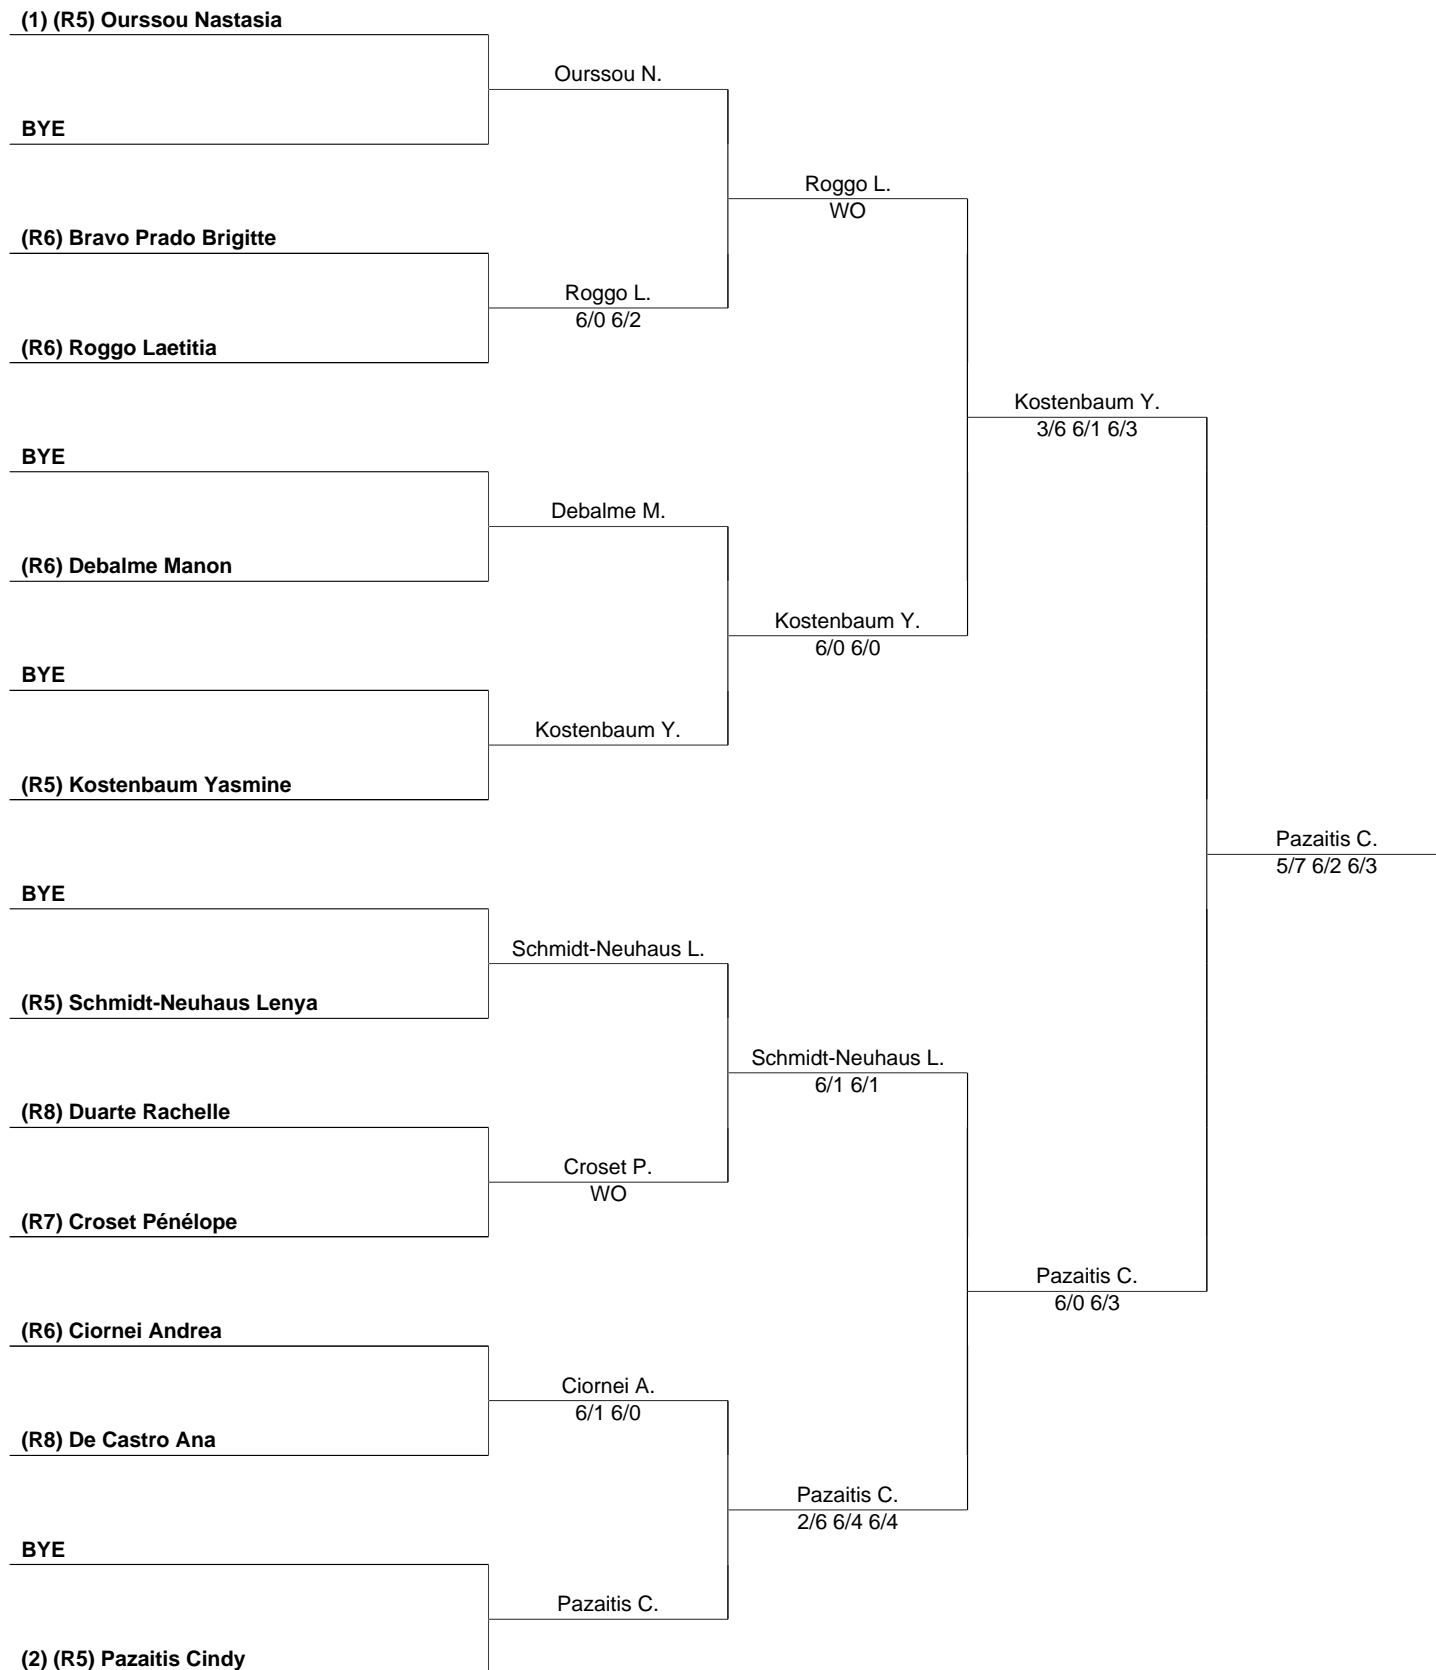 (1) (R5) Ourssou Nastasia
Ourssou N.
BYE
Roggo L.
WO
(R6) Bravo Prado Brigitte
Roggo L.
6/0 6/2
(R6) Roggo Laetitia
Kostenbaum Y.
3/6 6/1 6/3
BYE
Debalme M.
(R6) Debalme Manon
Kostenbaum Y.
6/0 6/0
BYE
Kostenbaum Y.
(R5) Kostenbaum Yasmine
Pazaitis C.
5/7 6/2 6/3
BYE
Schmidt-Neuhaus L.
(R5) Schmidt-Neuhaus Lenya
Schmidt-Neuhaus L.
6/1 6/1
(R8) Duarte Rachelle
Croset P.
WO
(R7) Croset Pénélope
Pazaitis C.
6/0 6/3
(R6) Ciornei Andrea
Ciornei A.
6/1 6/0
(R8) De Castro Ana
Pazaitis C.
2/6 6/4 6/4
BYE
Pazaitis C.
(2) (R5) Pazaitis Cindy